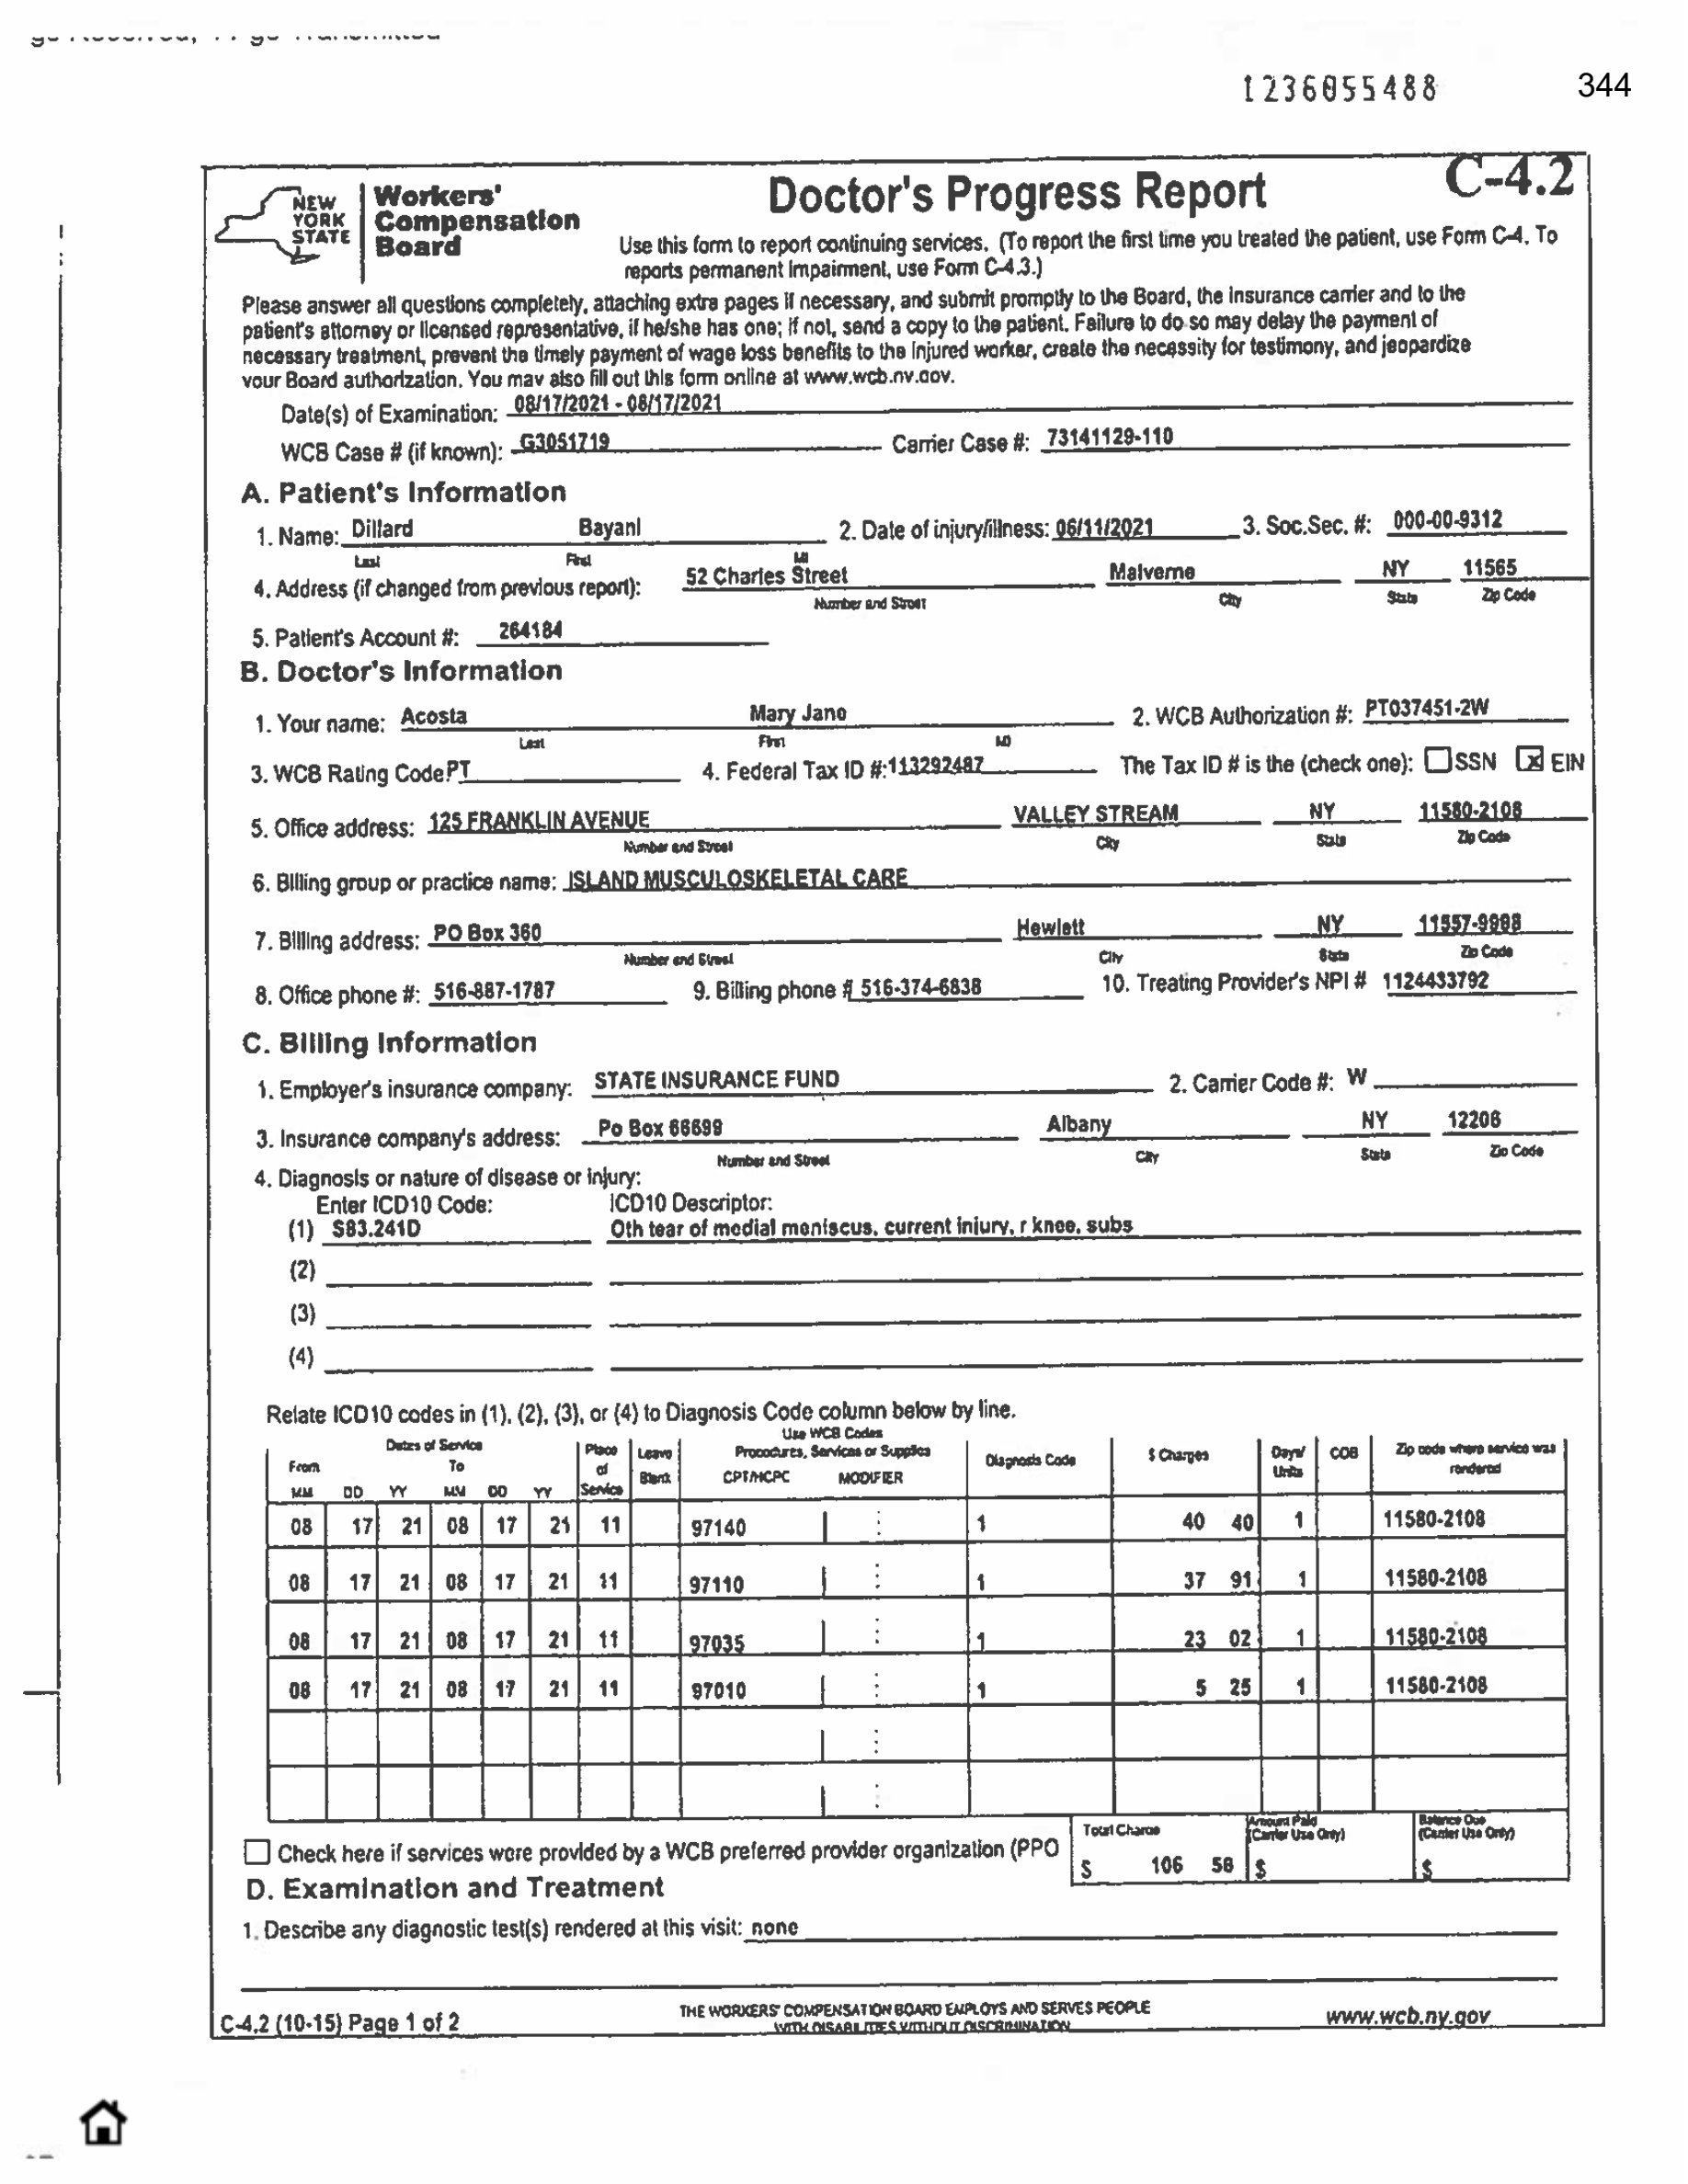 1236055488
344
C-4.2
NEW YORK STATE
Workers' Compensation Board
Doctor's Progress Report
Use this form to report continuing services. (To report the first time you treated the patient, use Form C-4. To
reports permanent Impairment, use Form C-4.3.)
Please answer all questions completely, attaching extra pages if necessary, and submit promptly to the Board, the insurance carrier and to the
patient's attorney or licensed representative, if he/she has one; if not, send a copy to the patient. Failure to do so may delay the payment of
necessary treatment, prevent the timely payment of wage loss benefits to the injured worker, create the necessity for testimony, and jeopardize
your Board authorization. You may also fill out this form online at www.wcb.ny.gov.
Date(s) of Examination: 08/17/2021 - 08/17/2021
WCB Case # (if known): G3051719 Carrier Case #: 73141129-110
A. Patient's Information
1. Name: Dillard Bayanl 2. Date of injury/illness: 06/11/2021 3. Soc.Sec. #: 000-00-9312
Last First MI
4. Address (if changed from previous report): 52 Charles Street Malverne NY 11565
Number and Street City State Zip Code
5. Patient's Account #: 264184
B. Doctor's Information
1. Your name: Acosta Mary Jane 2. WCB Authorization #: PT037451-2W
Last First MI
3. WCB Rating Code PT 4. Federal Tax ID #: 113292487 The Tax ID # is the (check one): SSN x EIN
5. Office address: 125 FRANKLIN AVENUE VALLEY STREAM NY 11580-2108
Number and Street City State Zip Code
6. Billing group or practice name: ISLAND MUSCULOSKELETAL CARE
7. Billing address: PO Box 360 Hewlett NY 11557-9998
Number and Street City State Zip Code
8. Office phone #: 516-887-1787 9. Billing phone # 516-374-6838 10. Treating Provider's NPI # 1124433792
C. Billing Information
1. Employer's insurance company: STATE INSURANCE FUND 2. Carrier Code #: W
3. Insurance company's address: Po Box 66699 Albany NY 12206
Number and Street City State Zip Code
4. Diagnosis or nature of disease or injury:
Enter ICD10 Code: ICD10 Descriptor:
(1) S83.241D Oth tear of medial meniscus, current injury, r knee, subs
(2)
(3)
(4)
Relate ICD10 codes in (1), (2), (3), or (4) to Diagnosis Code column below by line.
Use WCB Codes
Dates of Service Place of Service Leave Blank Procedures, Services or Supplies Diagnosis Code $ Charges Days/ Units COB Zip code where service was rendered
From To CPT/HCPC MODIFIER
MM DD YY MM DD YY
08 17 21 08 17 21 11 97140 1 40 40 1 11580-2108
08 17 21 08 17 21 11 97110 1 37 91 1 11580-2108
08 17 21 08 17 21 11 97035 1 23 02 1 11580-2108
08 17 21 08 17 21 11 97010 1 5 25 1 11580-2108
Check here if services were provided by a WCB preferred provider organization (PPO
Total Charge Amount Paid (Carrier Use Only) Balance Due (Carrier Use Only)
$ 106 58 $ $
D. Examination and Treatment
1. Describe any diagnostic test(s) rendered at this visit: none
THE WORKERS' COMPENSATION BOARD EMPLOYS AND SERVES PEOPLE
WITH DISABILITIES WITHOUT DISCRIMINATION
C-4.2 (10-15) Page 1 of 2
www.wcb.ny.gov